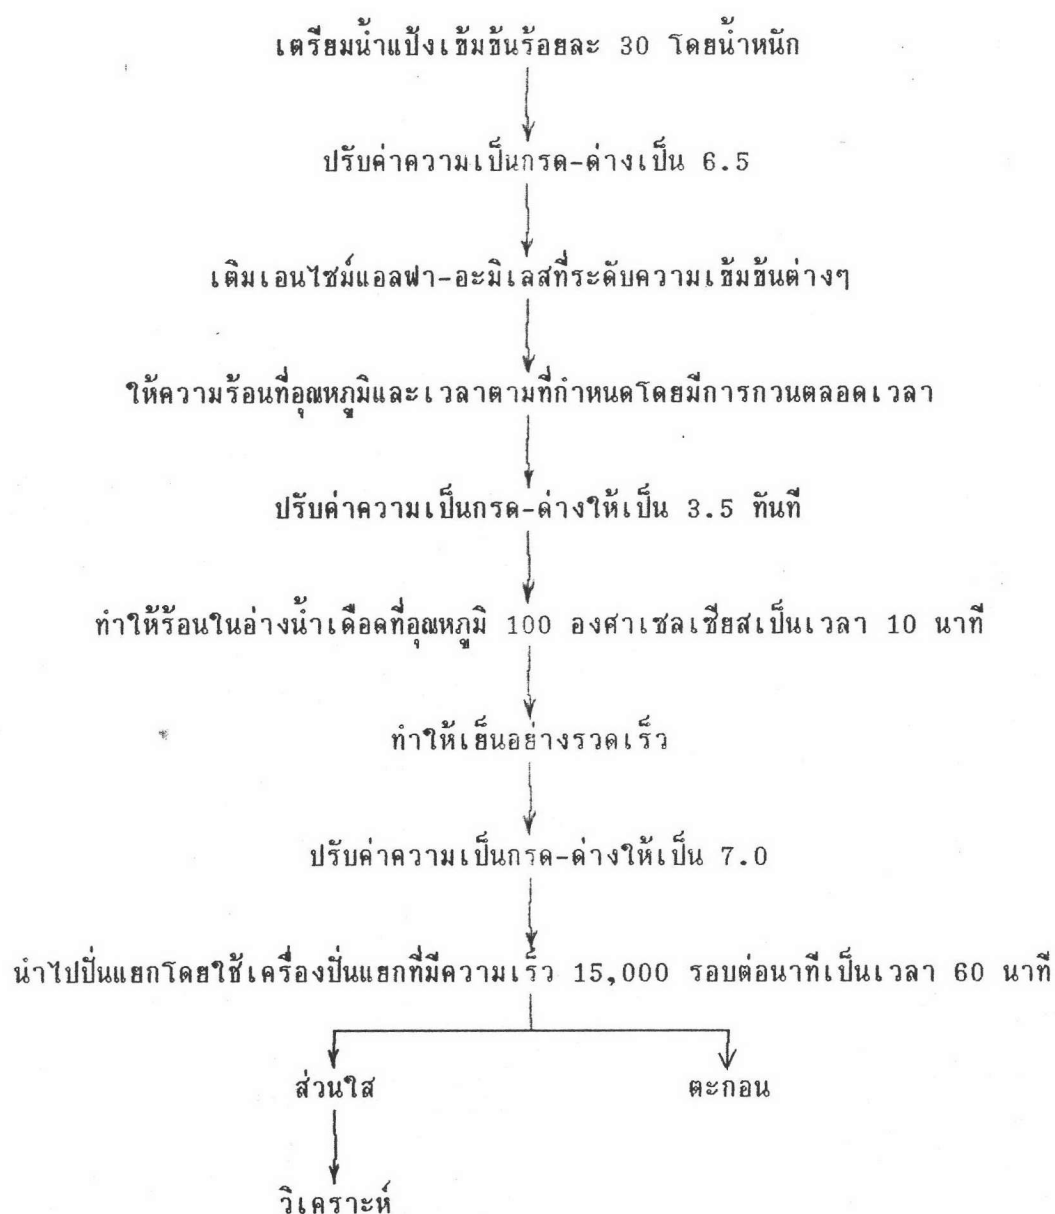 เตรียมน้ำแป้งเข้มข้นร้อยละ 30 โดยน้ำหนัก
ปรับค่าความเป็นกรด-ด่างเป็น 6.5
เติมเอนไซม์แอลฟา-อะมิเลสที่ระดับความเข้มข้นต่างๆ
ให้ความร้อนที่อุณหภูมิและเวลาตามที่กำหนดโดยมีการกวนตลอดเวลา
ปรับค่าความเป็นกรด-ด่างให้เป็น 3.5 ทันที
ทำให้ร้อนในอ่างน้ำเดือดที่อุณหภูมิ 100 องศาเซลเซียสเป็นเวลา 10 นาที
ทำให้เย็นอย่างรวดเร็ว
ปรับค่าความเป็นกรด-ด่างให้เป็น 7.0
นำไปปั่นแยกโดยใช้เครื่องปั่นแยกที่มีความเร็ว 15,000 รอบต่อนาทีเป็นเวลา 60 นาที
ส่วนใส ตะกอน
วิเคราะห์